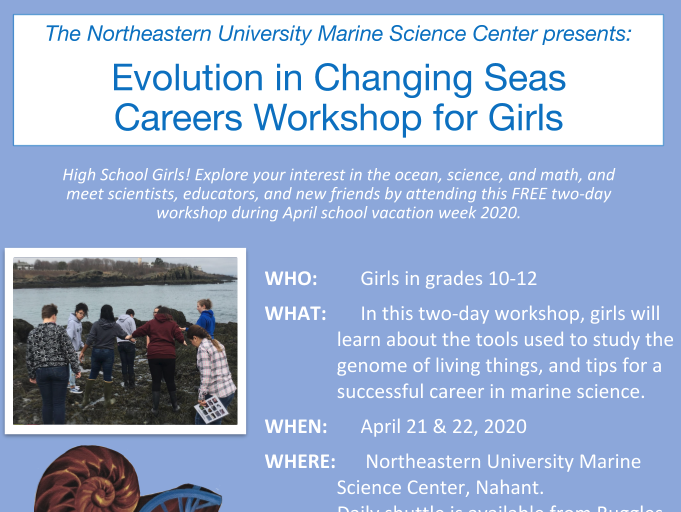 The Northeastern University Marine Science Center presents:
Evolution in Changing Seas
Careers Workshop for Girls
High School Girls! Explore your interest in the ocean, science, and math, and
meet scientists, educators, and new friends by attending this FREE two-day
workshop during April school vacation week 2020.
WHO: Girls in grades 10-12
WHAT: In this two-day workshop, girls will
learn about the tools used to study the
genome of living things, and tips for a
successful career in marine science.
WHEN: April 21 & 22, 2020
WHERE: Northeastern University Marine
Science Center, Nahant.
Daily shuttle is available from Ruggles